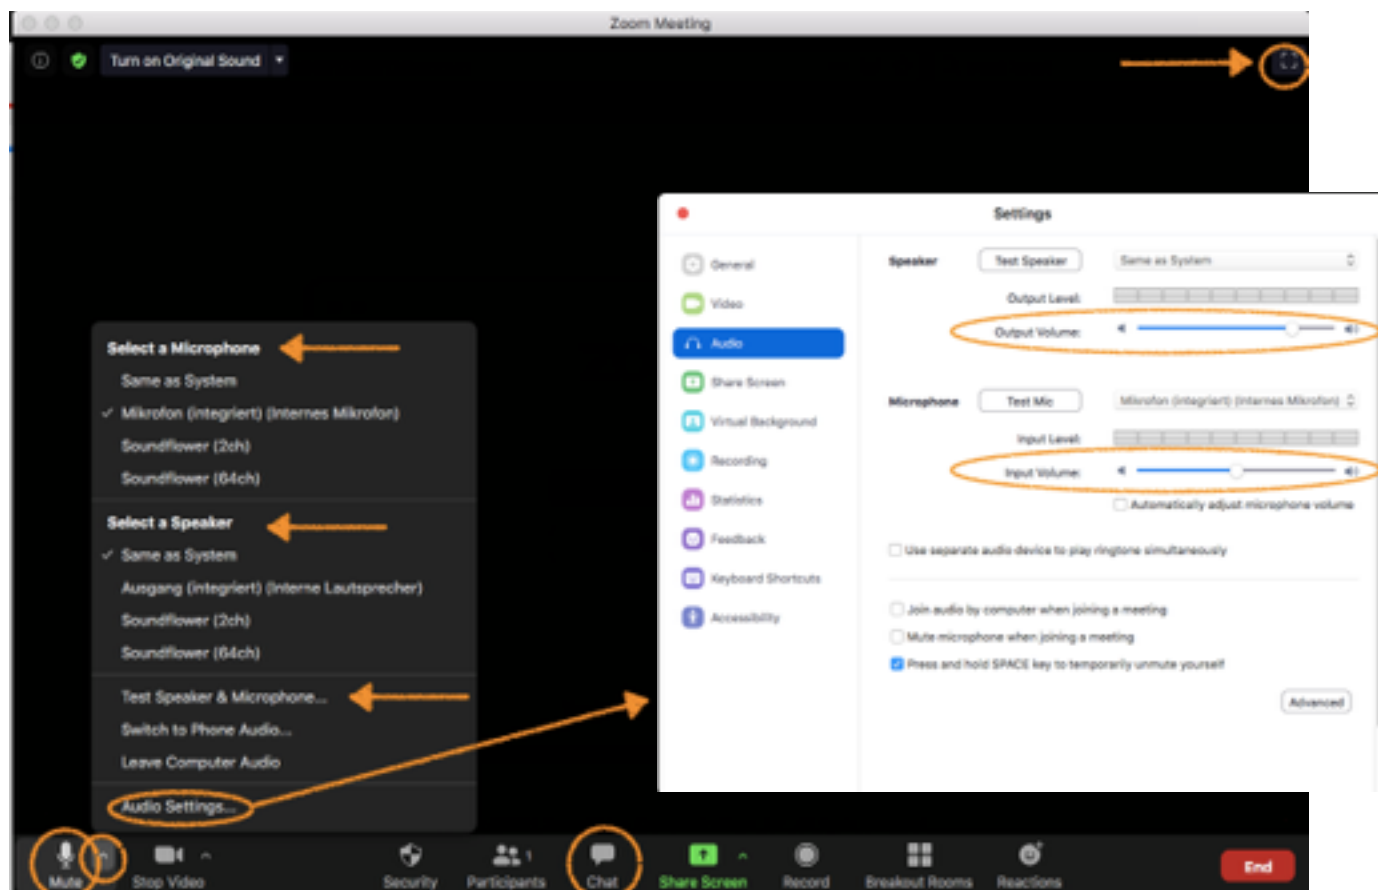 Zoom Meeting
Turn on Original Sound
Select a Microphone
Same as System
Mikrofon (integriert) (Internes Mikrofon)
Soundflower (2ch)
Soundflower (64ch)
Select a Speaker
Same as System
Ausgang (integriert) (Interne Lautsprecher)
Soundflower (2ch)
Soundflower (64ch)
Test Speaker & Microphone...
Switch to Phone Audio...
Leave Computer Audio
Audio Settings...
Settings
General
Video
Audio
Share Screen
Virtual Background
Recording
Statistics
Feedback
Keyboard Shortcuts
Accessibility
Speaker Test Speaker Same as System
Output Level:
Output Volume:
Microphone Test Mic Mikrofon (integriert) (Internes Mikrofon)
Input Level:
Input Volume:
Automatically adjust microphone volume
Use separate audio device to play ringtone simultaneously
Join audio by computer when joining a meeting
Mute microphone when joining a meeting
Press and hold SPACE key to temporarily unmute yourself
Advanced
1
Mute Stop Video Security Participants Chat Share Screen Record Breakout Rooms Reactions End